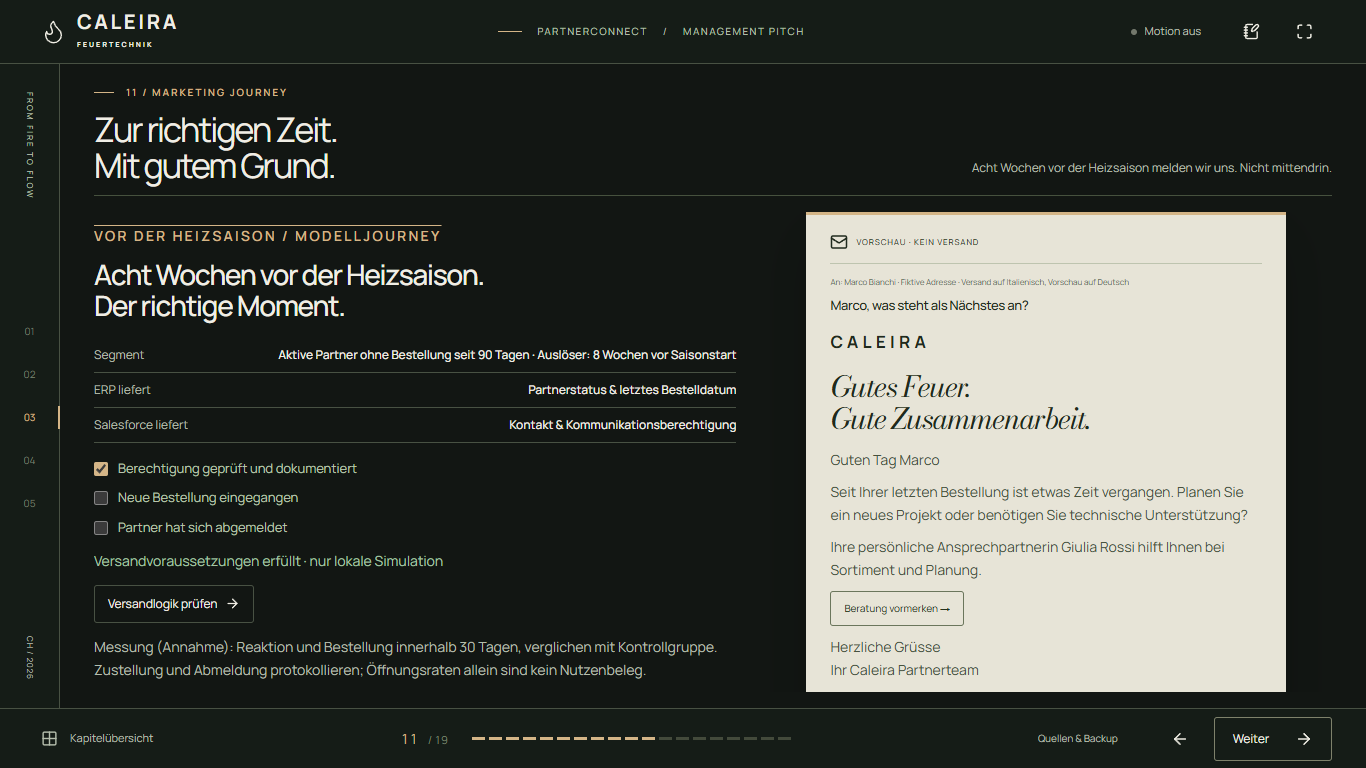 CALEIRA
FEUERTECHNIK
PARTNERCONNECT / MANAGEMENT PITCH
Motion aus
FROM FIRE TO FLOW
01
02
03
04
05
CH / 2026
11 / MARKETING JOURNEY
Zur richtigen Zeit.
Mit gutem Grund.
Acht Wochen vor der Heizsaison melden wir uns. Nicht mittendrin.
VOR DER HEIZSAISON / MODELLJOURNEY
Acht Wochen vor der Heizsaison.
Der richtige Moment.
Segment Aktive Partner ohne Bestellung seit 90 Tagen · Auslöser: 8 Wochen vor Saisonstart
ERP liefert Partnerstatus & letztes Bestelldatum
Salesforce liefert Kontakt & Kommunikationsberechtigung
Berechtigung geprüft und dokumentiert
Neue Bestellung eingegangen
Partner hat sich abgemeldet
Versandvoraussetzungen erfüllt · nur lokale Simulation
Versandlogik prüfen →
Messung (Annahme): Reaktion und Bestellung innerhalb 30 Tagen, verglichen mit Kontrollgruppe.
Zustellung und Abmeldung protokollieren; Öffnungsraten allein sind kein Nutzenbeleg.
VORSCHAU · KEIN VERSAND
An: Marco Bianchi · Fiktive Adresse · Versand auf Italienisch, Vorschau auf Deutsch
Marco, was steht als Nächstes an?
CALEIRA
Gutes Feuer.
Gute Zusammenarbeit.
Guten Tag Marco
Seit Ihrer letzten Bestellung ist etwas Zeit vergangen. Planen Sie
ein neues Projekt oder benötigen Sie technische Unterstützung?
Ihre persönliche Ansprechpartnerin Giulia Rossi hilft Ihnen bei
Sortiment und Planung.
Beratung vormerken →
Herzliche Grüsse
Ihr Caleira Partnerteam
Kapitelübersicht
11 / 19
Quellen & Backup
← Weiter →